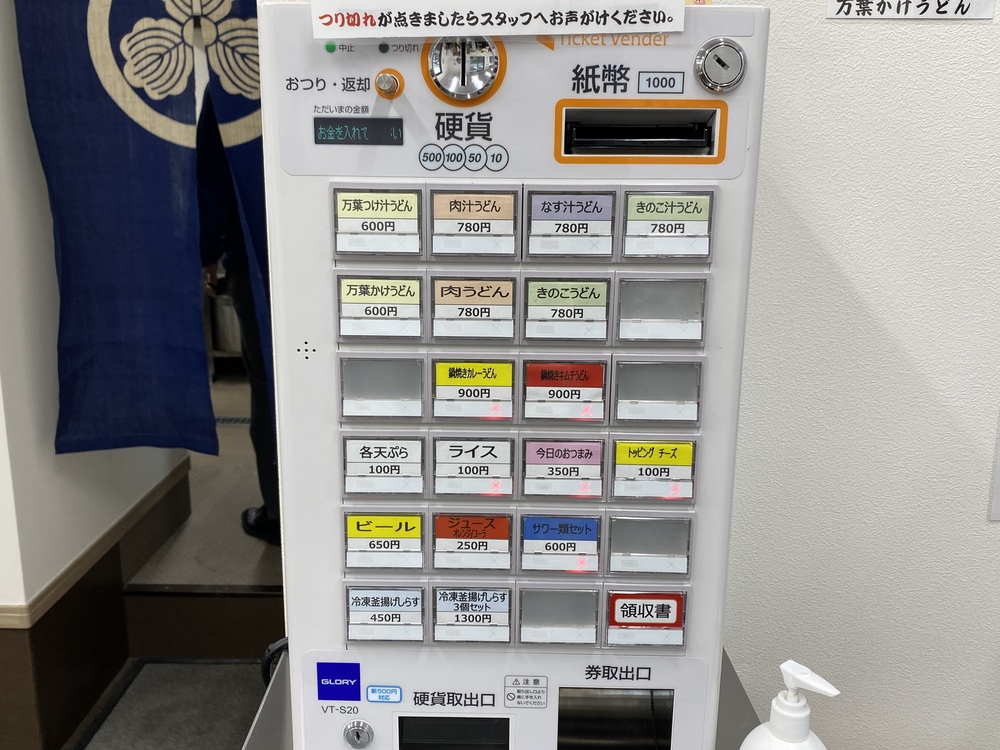 つり切れが点きましたらスタッフへお声がけください。
万葉かけうどん
中止
つり切れ
Ticket Vender
おつり・返却
紙幣 1000
ただいまの金額
お金を入れて
い
硬貨
500 100 50 10
万葉つけ汁うどん
600円
肉汁うどん
780円
なす汁うどん
780円
きのこ汁うどん
780円
万葉かけうどん
600円
肉うどん
780円
きのこうどん
780円
鍋焼きカレーうどん
900円
鍋焼きキムチうどん
900円
各天ぷら
100円
ライス
100円
今日のおつまみ
350円
トッピング チーズ
100円
ビール
650円
ジュース
オレンジ/コーラ
250円
サワー類セット
600円
冷凍釜揚げしらす
450円
冷凍釜揚げしらす
3個セット
1300円
領収書
GLORY
新500円
対応
硬貨取出口
注意
券取出口
VT-S20